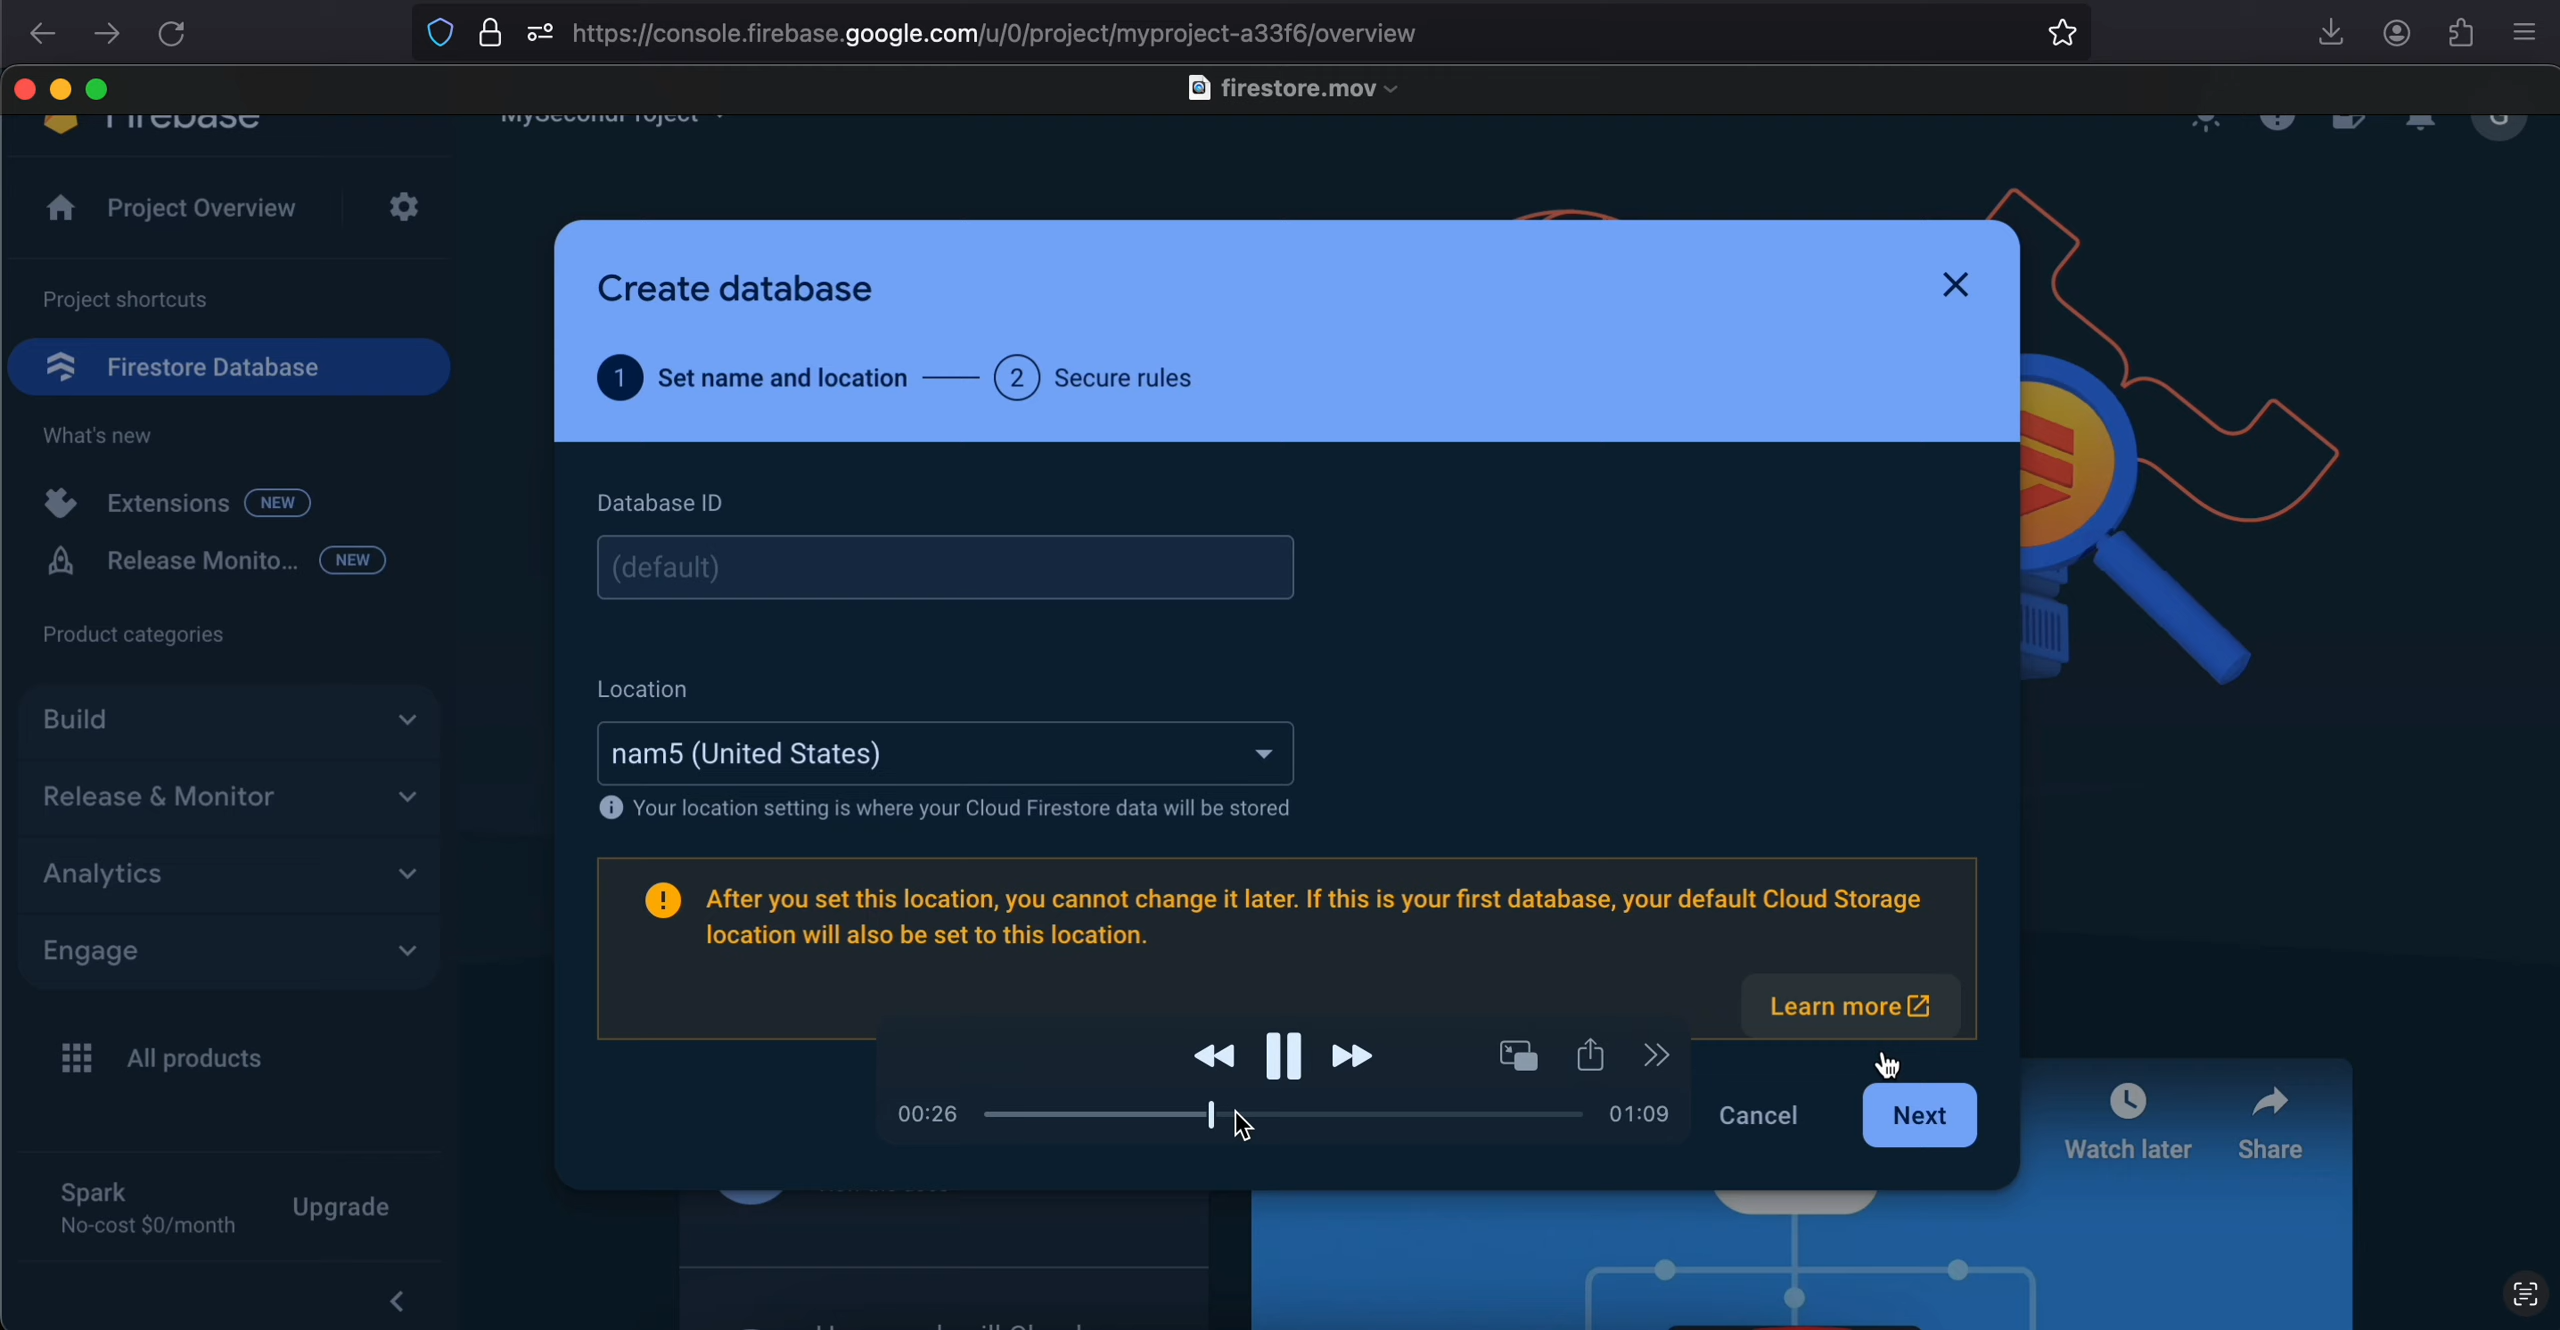 https://console.firebase.google.com/u/0/project/myproject-a33f6/overview
firestore.mov
Firebase
MySecondProject
Project Overview
Project shortcuts
Firestore Database
What's new
Extensions NEW
Release Monito... NEW
Product categories
Build
Release & Monitor
Analytics
Engage
All products
Spark
No-cost $0/month
Upgrade
Create database
1 Set name and location
2 Secure rules
Database ID
(default)
Location
nam5 (United States)
Your location setting is where your Cloud Firestore data will be stored
After you set this location, you cannot change it later. If this is your first database, your default Cloud Storage
location will also be set to this location.
Learn more
00:26
01:09
Cancel
Next
Watch later
Share